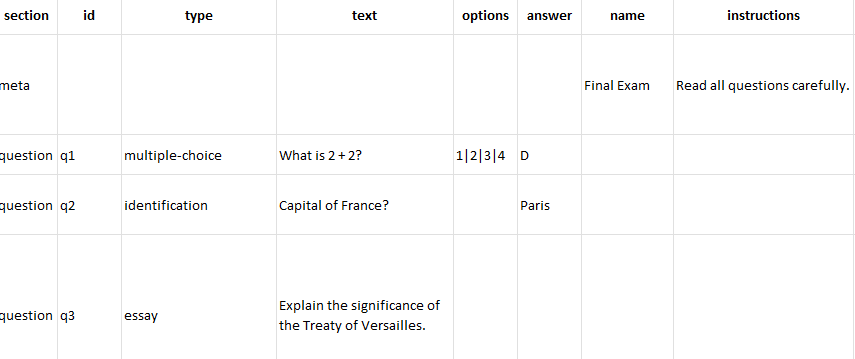 section id type text options answer name instructions
meta Final Exam Read all questions carefully.
question q1 multiple-choice What is 2 + 2? 1|2|3|4 D
question q2 identification Capital of France? Paris
question q3 essay Explain the significance of
the Treaty of Versailles.